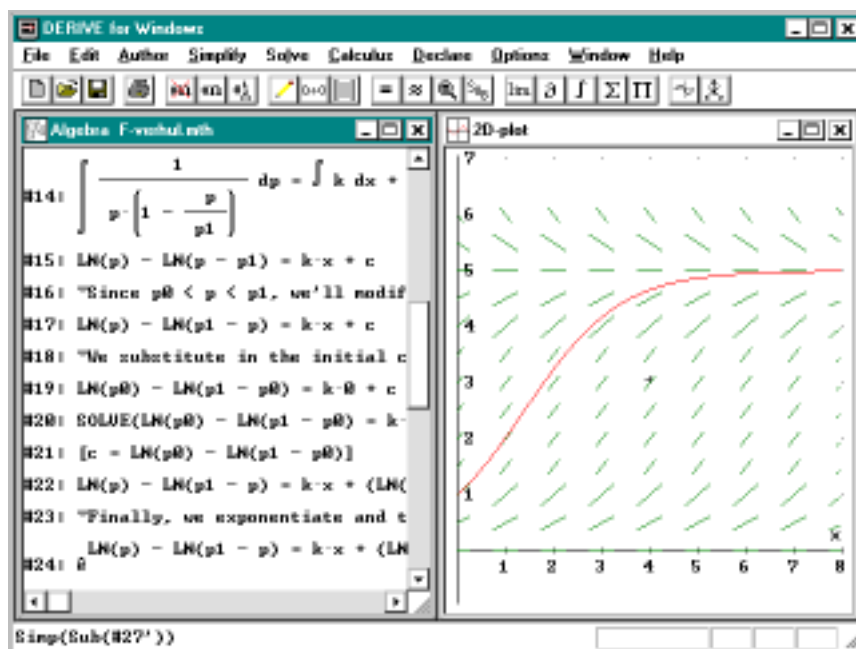 DERIVE for Windows
File Edit Author Simplify Solve Calculus Declare Options Window Help
lim ∂ ∫ Σ Π
Algebra F-verhul.mth
#14: ∫ 1 / (p·(1 - p/p1)) dp = ∫ k dx +
#15: LN(p) - LN(p - p1) = k·x + c
#16: "Since p0 < p < p1, we'll modif
#17: LN(p) - LN(p1 - p) = k·x + c
#18: "We substitute in the initial c
#19: LN(p0) - LN(p1 - p0) = k·0 + c
#20: SOLVE(LN(p0) - LN(p1 - p0) = k·
#21: [c = LN(p0) - LN(p1 - p0)]
#22: LN(p) - LN(p1 - p) = k·x + (LN(
#23: "Finally, we exponentiate and t
LN(p) - LN(p1 - p) = k·x + (LN
#24: ê
2D-plot
7
6
5
4
3
2
1
x
1 2 3 4 5 6 7 8
Simp(Sub(#27'))